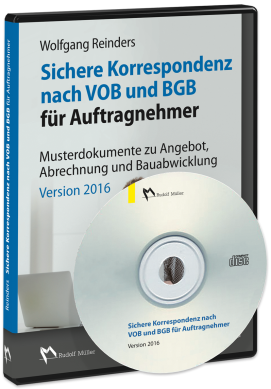 Wolfgang Reinders
Sichere Korrespondenz
nach VOB und BGB
für Auftragnehmer
Musterdokumente zu Angebot,
Abrechnung und Bauabwicklung
Version 2016
Reinders Sichere Korrespondenz nach VOB und BGB für Auftragnehmer
Rudolf Müller
Rudolf Müller
COMPACT
disc
Sichere Korrespondenz nach
VOB und BGB für Auftragnehmer
Version 2016